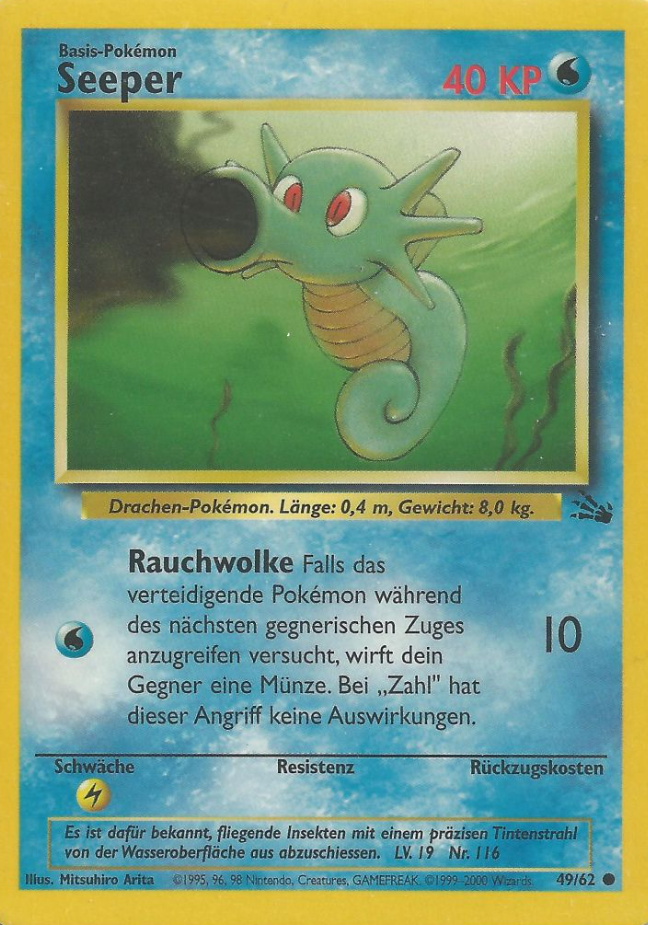 Basis-Pokémon
Seeper
40 KP
Drachen-Pokémon. Länge: 0,4 m, Gewicht: 8,0 kg.
Rauchwolke Falls das
verteidigende Pokémon während
des nächsten gegnerischen Zuges
anzugreifen versucht, wirft dein
Gegner eine Münze. Bei „Zahl" hat
dieser Angriff keine Auswirkungen.
10
Schwäche Resistenz Rückzugskosten
Es ist dafür bekannt, fliegende Insekten mit einem präzisen Tintenstrahl
von der Wasseroberfläche aus abzuschiessen. LV. 19 Nr. 116
Illus. Mitsuhiro Arita ©1995, 96, 98 Nintendo, Creatures, GAMEFREAK. ©1999-2000 Wizards. 49/62